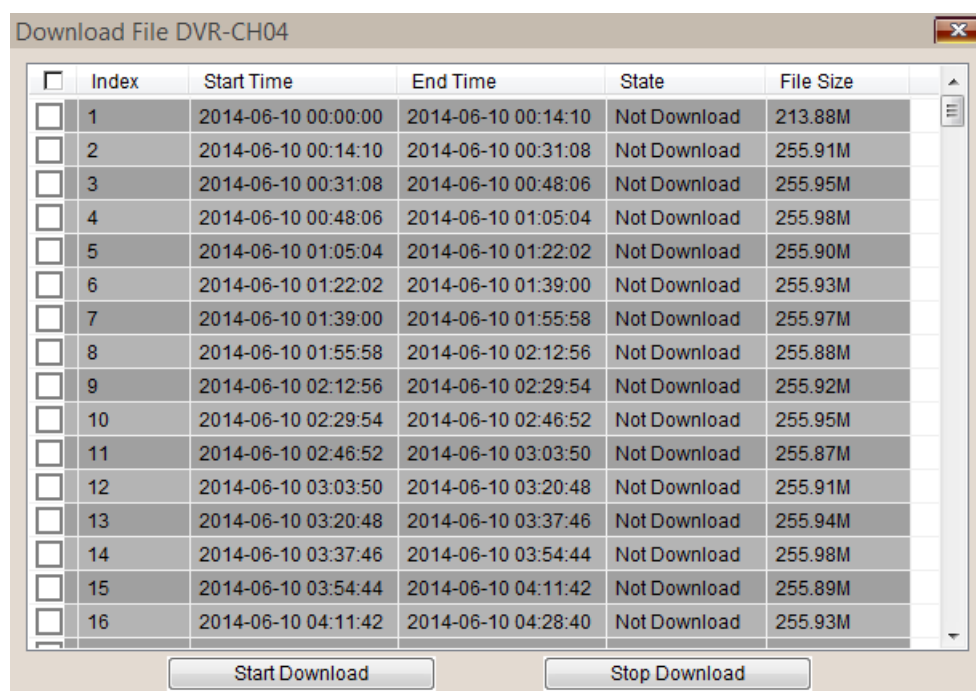 Download File DVR-CH04
Index Start Time End Time State File Size
1 2014-06-10 00:00:00 2014-06-10 00:14:10 Not Download 213.88M
2 2014-06-10 00:14:10 2014-06-10 00:31:08 Not Download 255.91M
3 2014-06-10 00:31:08 2014-06-10 00:48:06 Not Download 255.95M
4 2014-06-10 00:48:06 2014-06-10 01:05:04 Not Download 255.98M
5 2014-06-10 01:05:04 2014-06-10 01:22:02 Not Download 255.90M
6 2014-06-10 01:22:02 2014-06-10 01:39:00 Not Download 255.93M
7 2014-06-10 01:39:00 2014-06-10 01:55:58 Not Download 255.97M
8 2014-06-10 01:55:58 2014-06-10 02:12:56 Not Download 255.88M
9 2014-06-10 02:12:56 2014-06-10 02:29:54 Not Download 255.92M
10 2014-06-10 02:29:54 2014-06-10 02:46:52 Not Download 255.95M
11 2014-06-10 02:46:52 2014-06-10 03:03:50 Not Download 255.87M
12 2014-06-10 03:03:50 2014-06-10 03:20:48 Not Download 255.91M
13 2014-06-10 03:20:48 2014-06-10 03:37:46 Not Download 255.94M
14 2014-06-10 03:37:46 2014-06-10 03:54:44 Not Download 255.98M
15 2014-06-10 03:54:44 2014-06-10 04:11:42 Not Download 255.89M
16 2014-06-10 04:11:42 2014-06-10 04:28:40 Not Download 255.93M
Start Download Stop Download